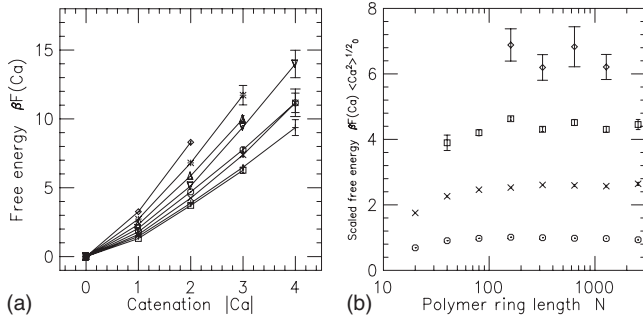 Free energy βF(Ca)
15
10
5
0
0 1 2 3 4
Catenation |Ca|
(a)
Scaled free energy βF(Ca) <Ca²>¹/²₀
8
6
4
2
0
10 100 1000
Polymer ring length N
(b)